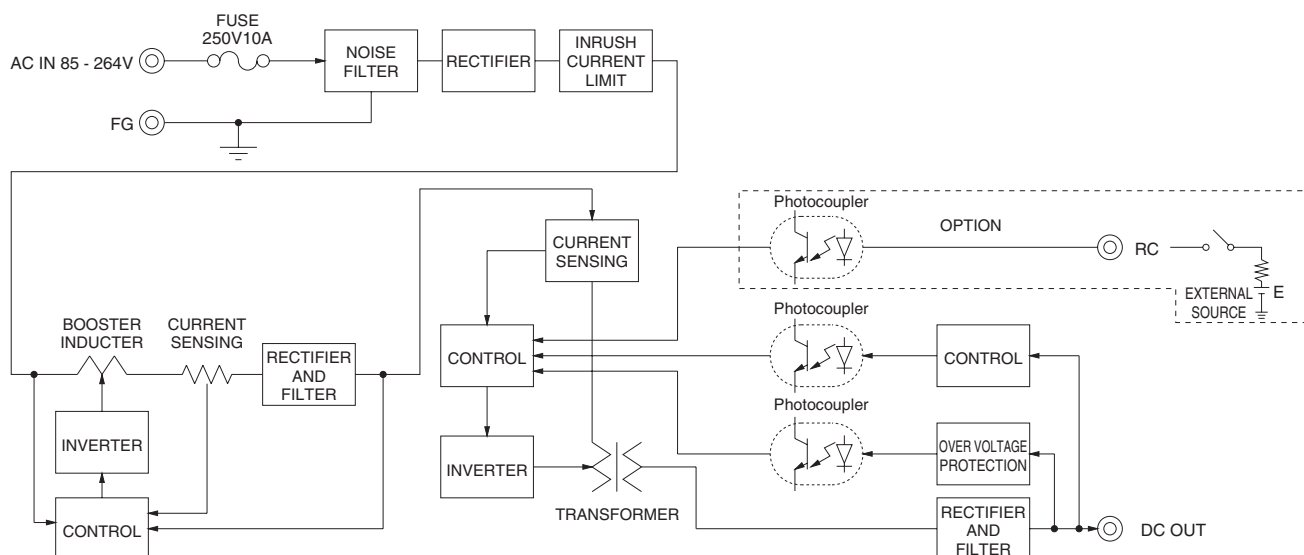 FUSE
250V10A
AC IN 85 - 264V
NOISE
FILTER
RECTIFIER
INRUSH
CURRENT
LIMIT
FG
Photocoupler
OPTION
RC
CURRENT
SENSING
E
EXTERNAL
SOURCE
BOOSTER
INDUCTER
CURRENT
SENSING
RECTIFIER
AND
FILTER
CONTROL
Photocoupler
CONTROL
INVERTER
Photocoupler
OVER VOLTAGE
PROTECTION
INVERTER
TRANSFORMER
CONTROL
RECTIFIER
AND
FILTER
DC OUT